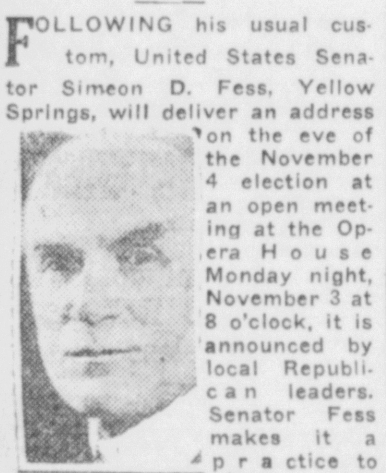 FOLLOWING his usual cus-
tom, United States Sena-
tor Simeon D. Fess, Yellow
Springs, will deliver an address
on the eve of
the November
4 election at
an open meet-
ing at the Op-
era House
Monday night,
November 3 at
8 o'clock, it is
announced by
local Republi-
can leaders.
Senator Fess
makes it a
practice to